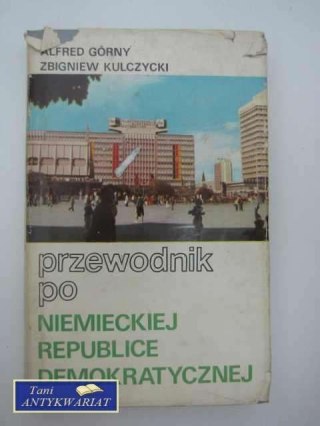 ALFRED GÓRNY
ZBIGNIEW KULCZYCKI
przewodnik
po
NIEMIECKIEJ
REPUBLICE
DEMOKRATYCZNEJ
Tani
ANTYKWARIAT